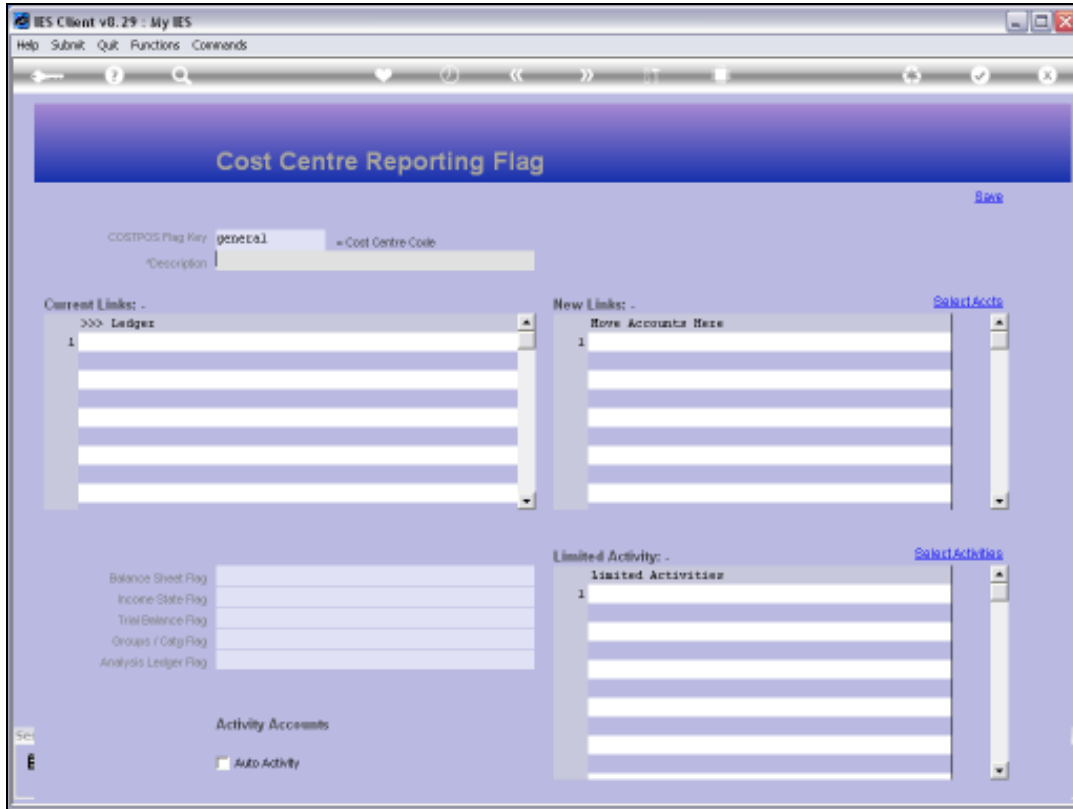 IES Client v8.29 : My IES
Help Submit Quit Functions Commands
Cost Centre Reporting Flag
Save
COSTPOS Flag Key general = Cost Centre Code
*Description
Current Links: -
>>> Ledger
1
New Links: - Select Accts
Move Accounts Here
1
Balance Sheet Flag
Income State Flag
Trial Balance Flag
Groups / Catg Flag
Analysis Ledger Flag
Limited Activity: - Select Activities
Limited Activities
1
Activity Accounts
Auto Activity